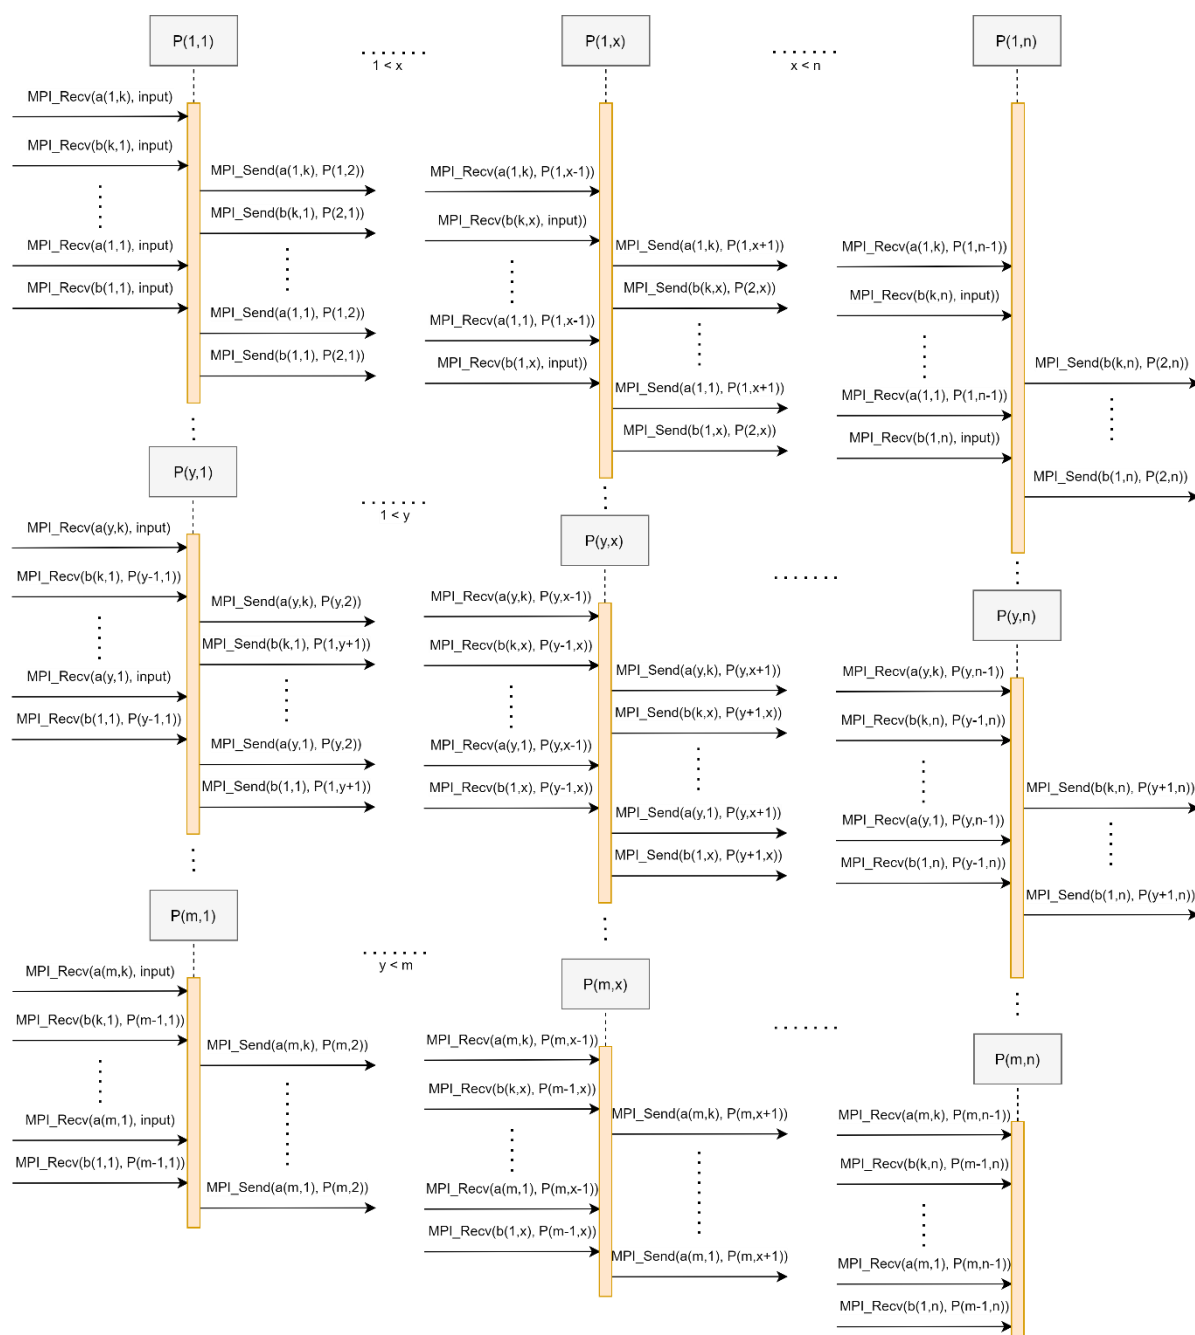 P(1,1)
P(1,x)
P(1,n)
1 < x
x < n
MPI_Recv(a(1,k), input)
MPI_Recv(b(k,1), input)
MPI_Recv(a(1,1), input)
MPI_Recv(b(1,1), input)
MPI_Send(a(1,k), P(1,2))
MPI_Send(b(k,1), P(2,1))
MPI_Send(a(1,1), P(1,2))
MPI_Send(b(1,1), P(2,1))
MPI_Recv(a(1,k), P(1,x-1))
MPI_Recv(b(k,x), input))
MPI_Recv(a(1,1), P(1,x-1))
MPI_Recv(b(1,x), input))
MPI_Send(a(1,k), P(1,x+1))
MPI_Send(b(k,x), P(2,x))
MPI_Send(a(1,1), P(1,x+1))
MPI_Send(b(1,x), P(2,x))
MPI_Recv(a(1,k), P(1,n-1))
MPI_Recv(b(k,n), input))
MPI_Recv(a(1,1), P(1,n-1))
MPI_Recv(b(1,n), input))
MPI_Send(b(k,n), P(2,n))
MPI_Send(b(1,n), P(2,n))
P(y,1)
P(y,x)
P(y,n)
1 < y
MPI_Recv(a(y,k), input)
MPI_Recv(b(k,1), P(y-1,1))
MPI_Recv(a(y,1), input)
MPI_Recv(b(1,1), P(y-1,1))
MPI_Send(a(y,k), P(y,2))
MPI_Send(b(k,1), P(1,y+1))
MPI_Send(a(y,1), P(y,2))
MPI_Send(b(1,1), P(1,y+1))
MPI_Recv(a(y,k), P(y,x-1))
MPI_Recv(b(k,x), P(y-1,x))
MPI_Recv(a(y,1), P(y,x-1))
MPI_Recv(b(1,x), P(y-1,x))
MPI_Send(a(y,k), P(y,x+1))
MPI_Send(b(k,x), P(y+1,x))
MPI_Send(a(y,1), P(y,x+1))
MPI_Send(b(1,x), P(y+1,x))
MPI_Recv(a(y,k), P(y,n-1))
MPI_Recv(b(k,n), P(y-1,n))
MPI_Recv(a(y,1), P(y,n-1))
MPI_Recv(b(1,n), P(y-1,n))
MPI_Send(b(k,n), P(y+1,n))
MPI_Send(b(1,n), P(y+1,n))
P(m,1)
P(m,x)
P(m,n)
y < m
MPI_Recv(a(m,k), input)
MPI_Recv(b(k,1), P(m-1,1))
MPI_Recv(a(m,1), input)
MPI_Recv(b(1,1), P(m-1,1))
MPI_Send(a(m,k), P(m,2))
MPI_Send(a(m,1), P(m,2))
MPI_Recv(a(m,k), P(m,x-1))
MPI_Recv(b(k,x), P(m-1,x))
MPI_Recv(a(m,1), P(m,x-1))
MPI_Recv(b(1,x), P(m-1,x))
MPI_Send(a(m,k), P(m,x+1))
MPI_Send(a(m,1), P(m,x+1))
MPI_Recv(a(m,k), P(m,n-1))
MPI_Recv(b(k,n), P(m-1,n))
MPI_Recv(a(m,1), P(m,n-1))
MPI_Recv(b(1,n), P(m-1,n))